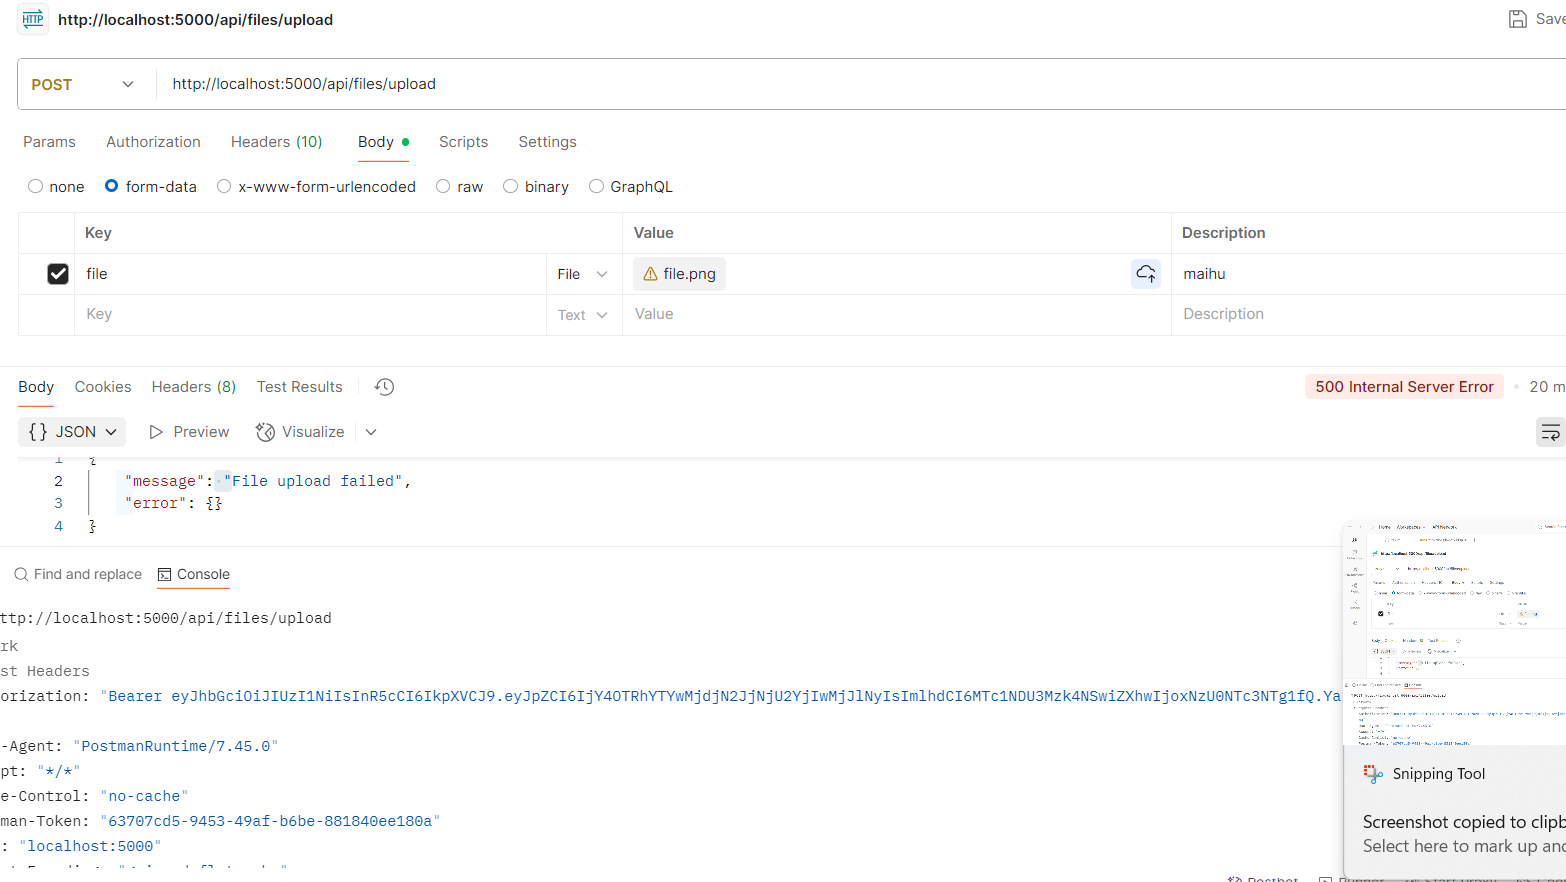 HTTP http://localhost:5000/api/files/upload Save
POST http://localhost:5000/api/files/upload
Params Authorization Headers (10) Body Scripts Settings
none form-data x-www-form-urlencoded raw binary GraphQL
Key Value Description
file File file.png maihu
Key Text Value Description
Body Cookies Headers (8) Test Results 500 Internal Server Error 20 m
{} JSON Preview Visualize
1 {
2 "message": "File upload failed",
3 "error": {}
4 }
Find and replace Console
ttp://localhost:5000/api/files/upload
rk
st Headers
orization: "Bearer eyJhbGciOiJIUzI1NiIsInR5cCI6IkpXVCJ9.eyJpZCI6IjY4OTRhYTYwMjdjN2JjNjU2YjIwMjJlNyIsImlhdCI6MTc1NDU3Mzk4NSwiZXhwIjoxNzU0NTc3NTg1fQ.Ya
-Agent: "PostmanRuntime/7.45.0"
pt: "*/*"
e-Control: "no-cache"
man-Token: "63707cd5-9453-49af-b6be-881840ee180a"
: "localhost:5000"
Snipping Tool
Screenshot copied to clipb
Select here to mark up and